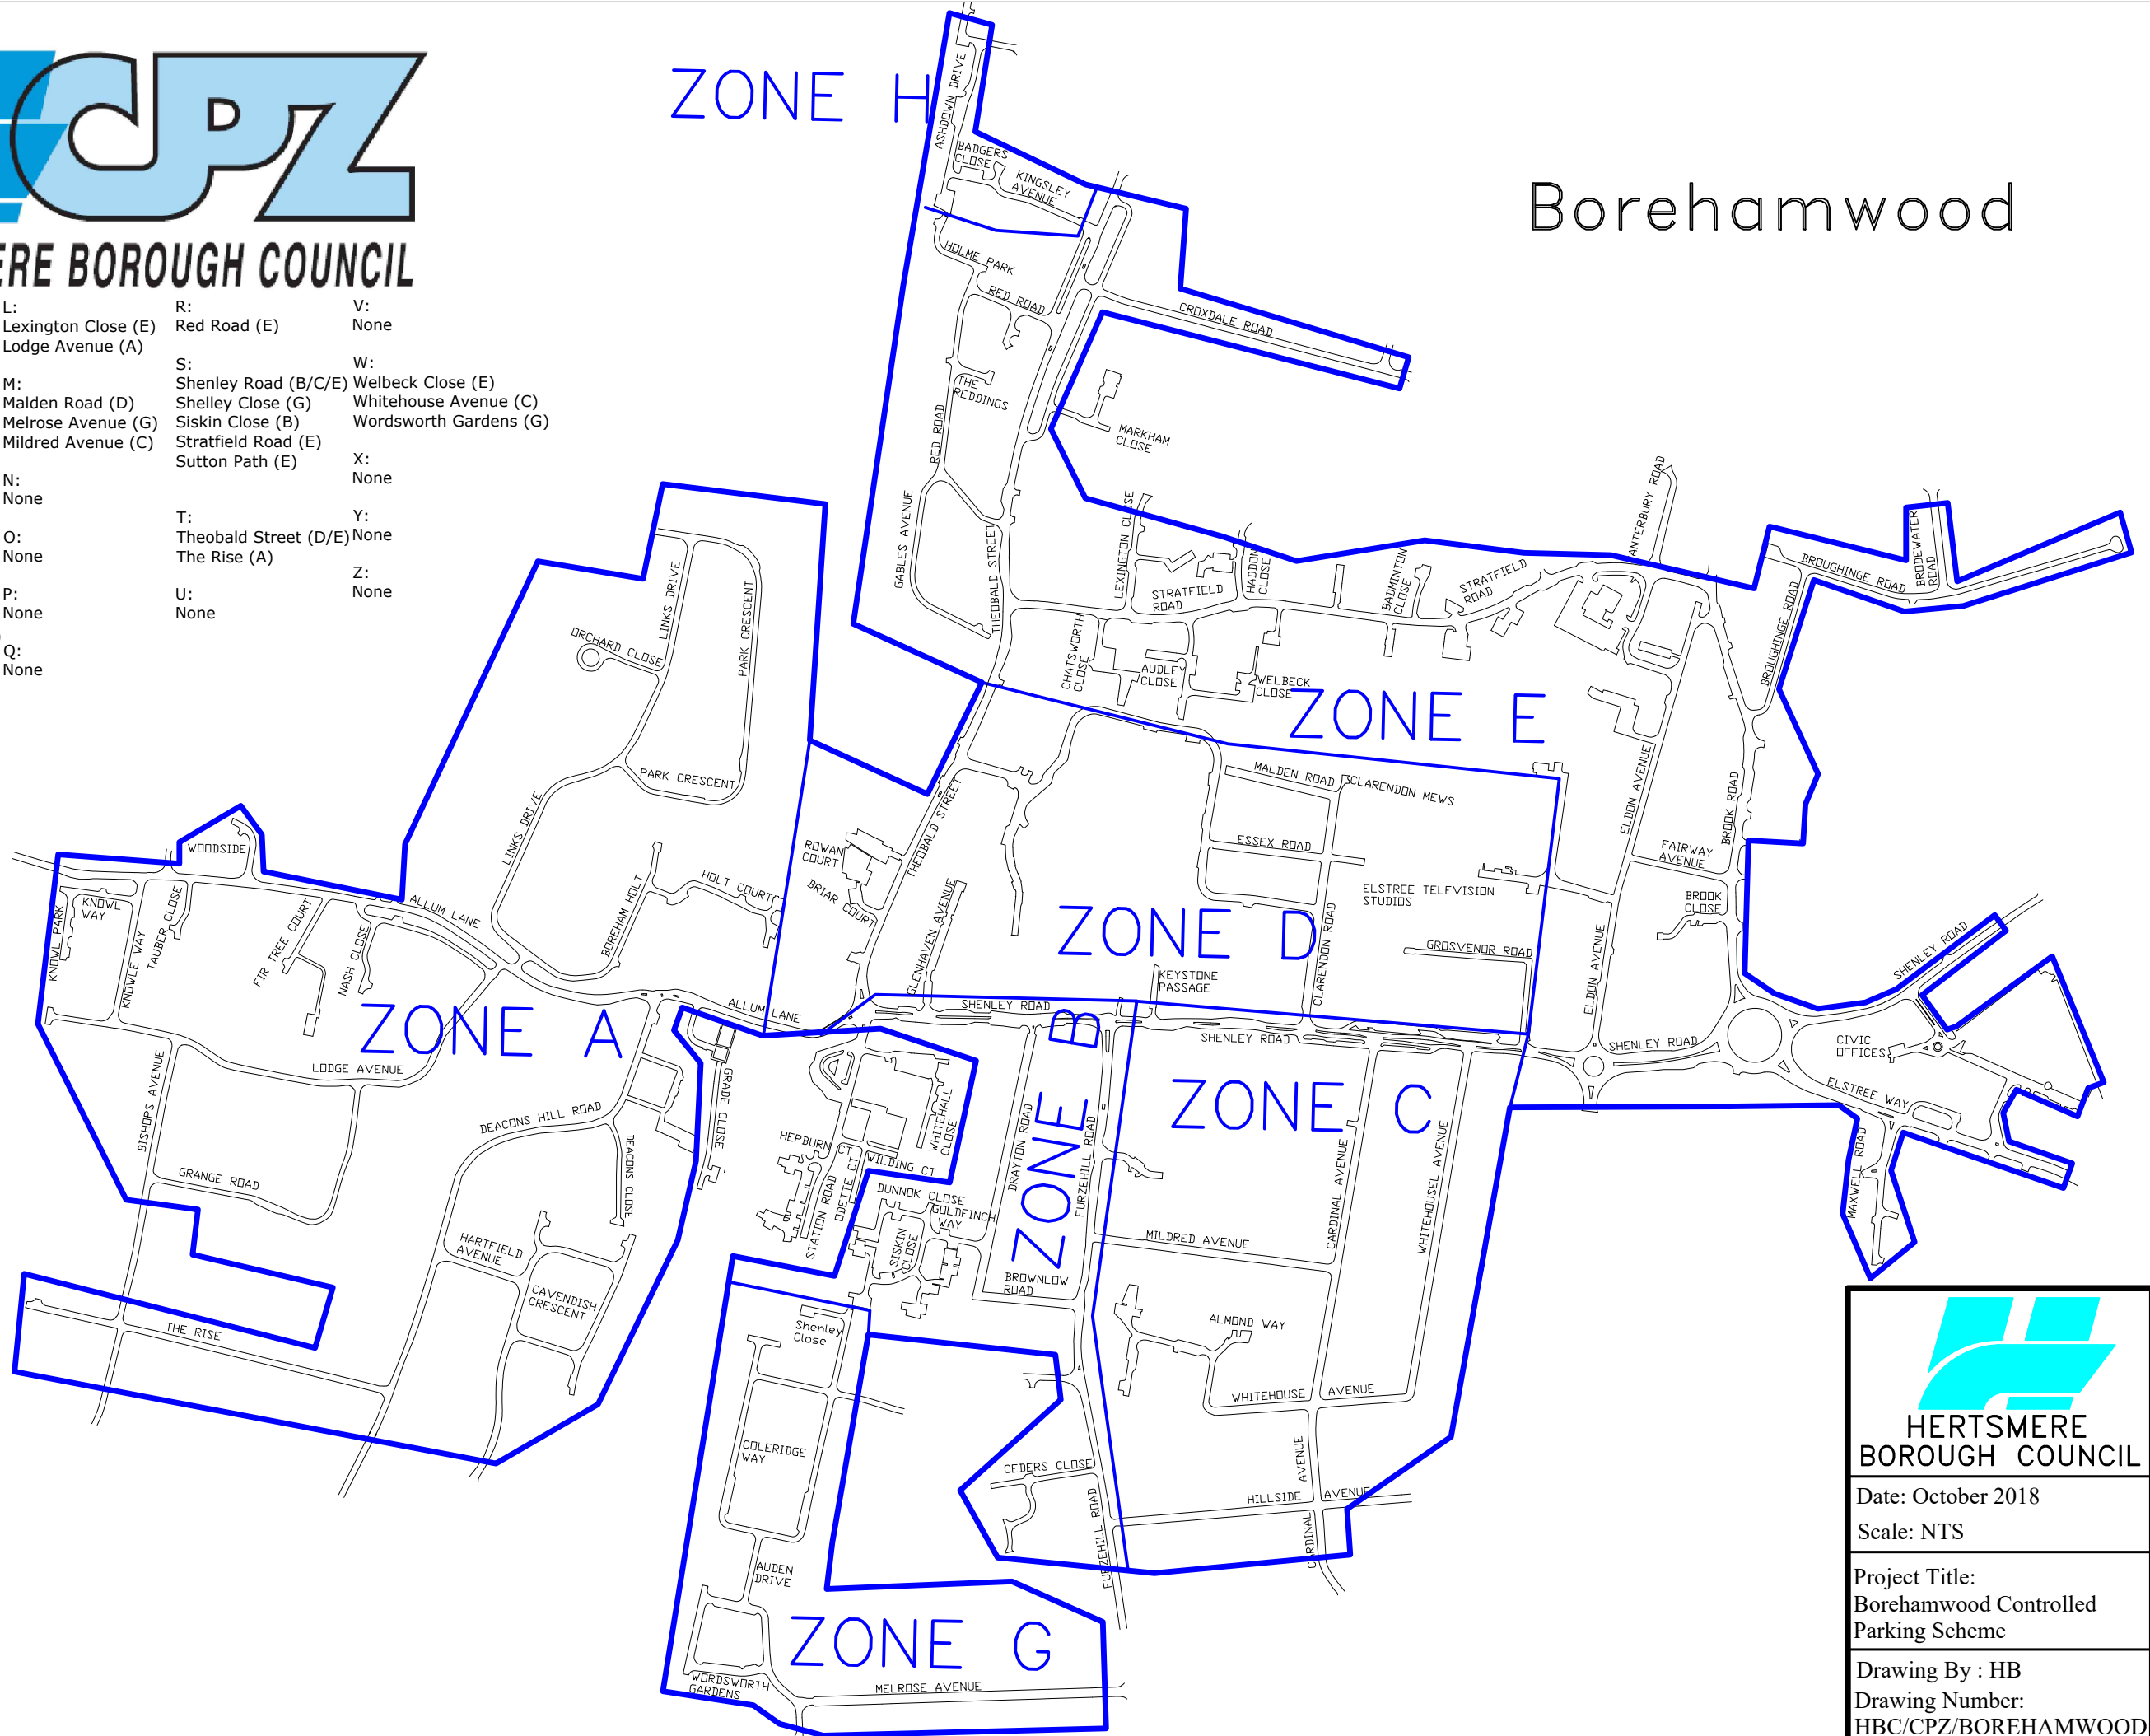 ERE BOROUGH COUNCIL
L:
Lexington Close (E)
Lodge Avenue (A)
M:
Malden Road (D)
Melrose Avenue (G)
Mildred Avenue (C)
N:
None
O:
None
P:
None
Q:
None
R:
Red Road (E)
S:
Shenley Road (B/C/E)
Shelley Close (G)
Siskin Close (B)
Stratfield Road (E)
Sutton Path (E)
T:
Theobald Street (D/E)
The Rise (A)
U:
None
V:
None
W:
Welbeck Close (E)
Whitehouse Avenue (C)
Wordsworth Gardens (G)
X:
None
Y:
None
Z:
None
CPZ
Borehamwood
ZONE H
ASHDOWN DRIVE
BADGERS
CLOSE
KINGSLEY
AVENUE
HOLME PARK
RED ROAD
CROXDALE ROAD
THE
REDDINGS
RED ROAD
MARKHAM
CLOSE
GABLES AVENUE
THEOBALD STREET
LEXINGTON CLOSE
STRATFIELD
ROAD
HADDON
CLOSE
BADMINTON
CLOSE
STRATFIELD
ROAD
ANTERBURY ROAD
BROUGHINGE ROAD
BRODEWATER
ROAD
BROUGHINGE ROAD
CHATSWORTH
CLOSE
AUDLEY
CLOSE
WELBECK
CLOSE
ZONE E
LINKS DRIVE
ORCHARD CLOSE
PARK CRESCENT
PARK CRESCENT
LINKS DRIVE
MALDEN ROAD
CLARENDON MEWS
ELDON AVENUE
BROOK ROAD
ESSEX ROAD
FAIRWAY
AVENUE
ELSTREE TELEVISION
STUDIOS
BROOK
CLOSE
ZONE D
CLARENDON ROAD
GROSVENOR ROAD
ELDON AVENUE
THEOBALD STREET
ROWAN
COURT
BRIAR COURT
GLENHAVEN AVENUE
KEYSTONE
PASSAGE
WOODSIDE
KNOWL PARK
KNOWL
WAY
KNOWLE WAY
TAUBER CLOSE
FIR TREE COURT
NASH CLOSE
ALLUM LANE
BOREHAM HOLT
HOLT COURT
ZONE A
ALLUM LANE
SHENLEY ROAD
SHENLEY ROAD
SHENLEY ROAD
SHENLEY ROAD
CIVIC
OFFICES
ELSTREE WAY
MAXWELL ROAD
LODGE AVENUE
BISHOPS AVENUE
GRANGE ROAD
DEACONS HILL ROAD
DEACONS CLOSE
GRADE CLOSE
HARTFIELD
AVENUE
CAVENDISH
CRESCENT
THE RISE
HEPBURN CT
STATION ROAD
ODETTE CT
WILDING CT
WHITEHALL
CLOSE
DUNNOK CLOSE
GOLDFINCH
WAY
SISKIN
CLOSE
DRAYTON ROAD
ZONE B
FURZEHILL ROAD
BROWNLOW
ROAD
ZONE C
CARDINAL AVENUE
WHITEHOUSEL AVENUE
MILDRED AVENUE
ALMOND WAY
WHITEHOUSE AVENUE
CARDINAL AVENUE
HILLSIDE AVENUE
Shenley
Close
COLERIDGE
WAY
CEDERS CLOSE
FURZEHILL ROAD
AUDEN
DRIVE
ZONE G
WORDSWORTH
GARDENS
MELROSE AVENUE
HERTSMERE
BOROUGH COUNCIL
Date: October 2018
Scale: NTS
Project Title:
Borehamwood Controlled
Parking Scheme
Drawing By : HB
Drawing Number:
HBC/CPZ/BOREHAMWOOD